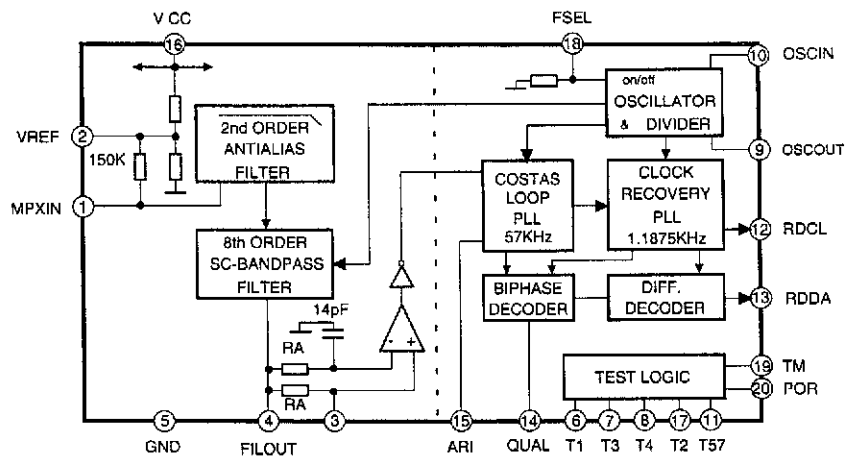 V CC
16
FSEL
18
10
OSCIN
on/off
OSCILLATOR
& DIVIDER
9
OSCOUT
VREF
2
150K
2nd ORDER
ANTIALIAS
FILTER
MPXIN
1
COSTAS
LOOP
PLL
57KHz
CLOCK
RECOVERY
PLL
1.1875KHz
12
RDCL
8th ORDER
SC-BANDPASS
FILTER
BIPHASE
DECODER
DIFF.
DECODER
13
RDDA
14pF
RA
- +
RA
TEST LOGIC
19
TM
20
POR
5
4
3
15
14
6
7
8
17
11
GND
FILOUT
ARI
QUAL
T1
T3
T4
T2
T57